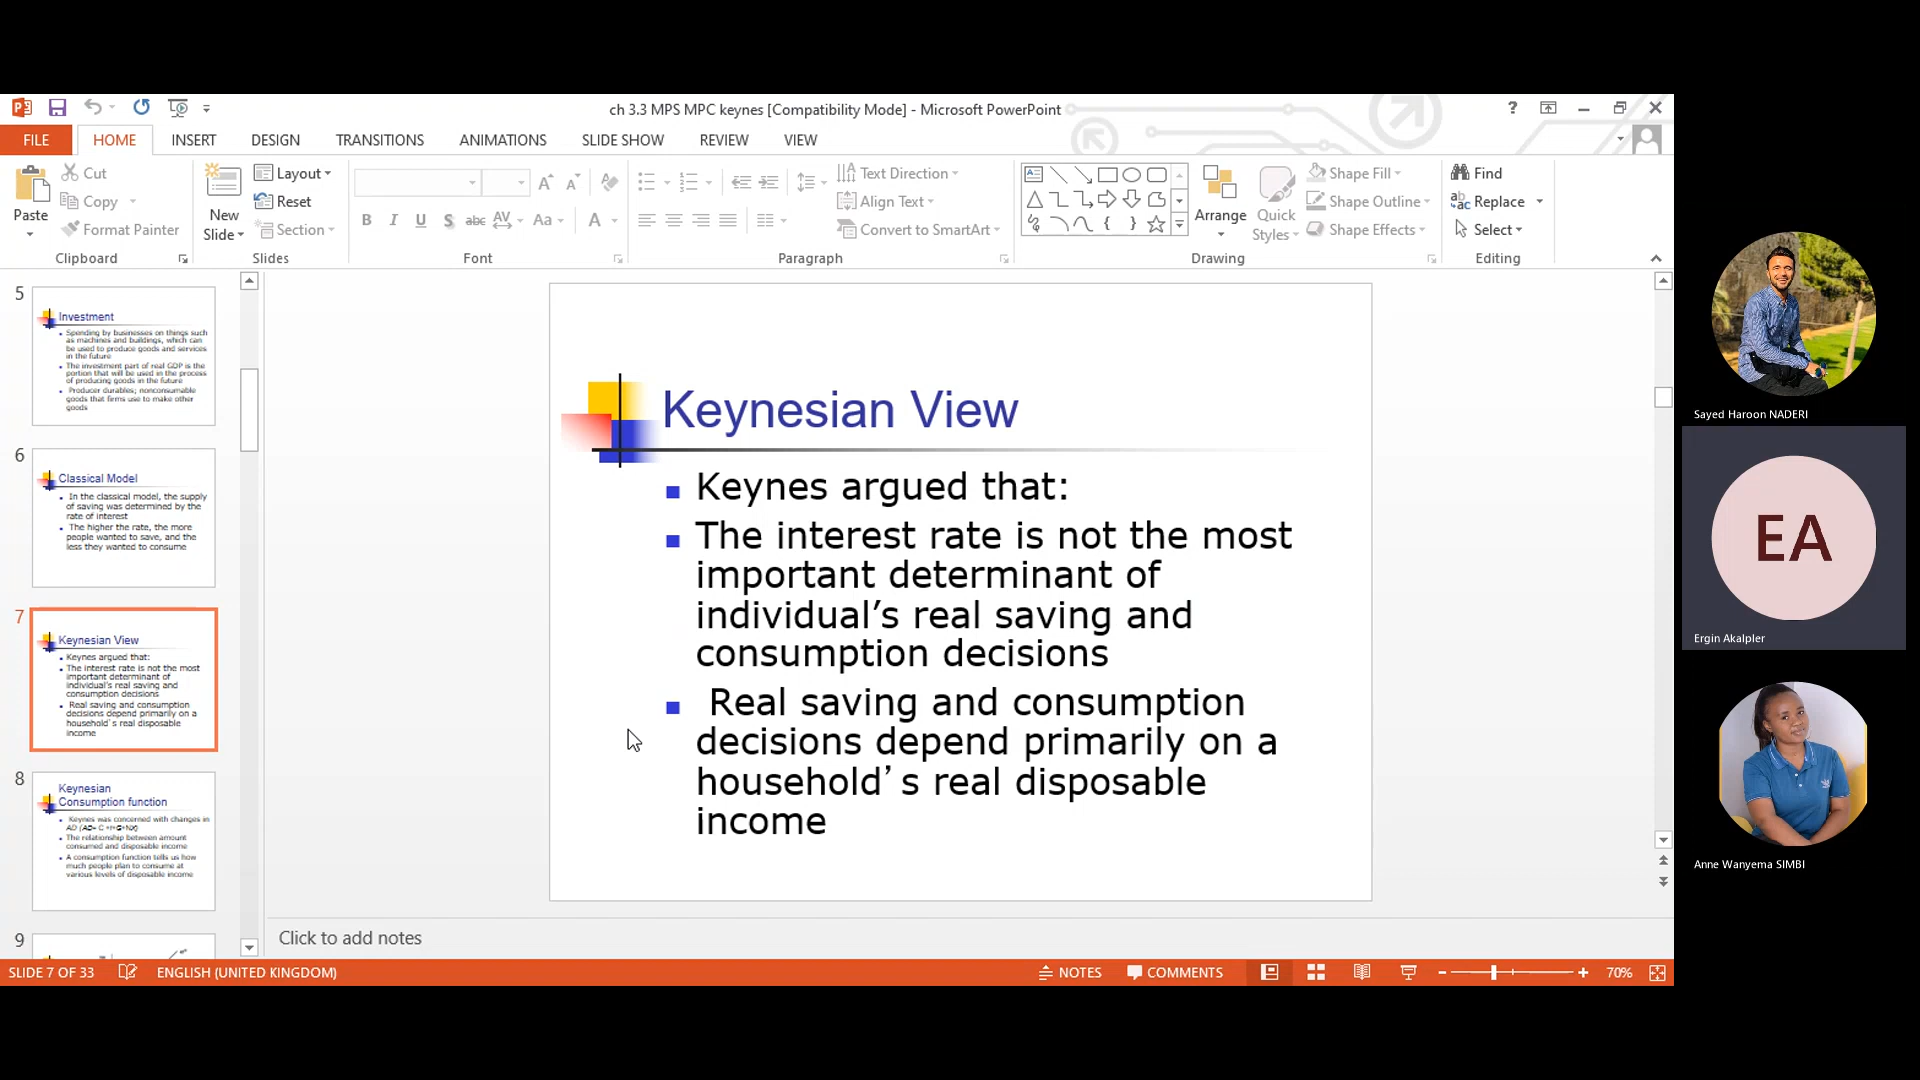 ch 3.3 MPS MPC keynes [Compatibility Mode] - Microsoft PowerPoint
?
FILE
HOME
INSERT
DESIGN
TRANSITIONS
ANIMATIONS
SLIDE SHOW
REVIEW
VIEW
Paste
Cut
Copy
Format Painter
Clipboard
New
Slide
Layout
Reset
Section
Slides
B I U S abc AV Aa A
Font
Text Direction
Align Text
Convert to SmartArt
Paragraph
Arrange
Quick
Styles
Shape Fill
Shape Outline
Shape Effects
Drawing
Find
Replace
Select
Editing
5
Investment
Spending by businesses on things such
as machines and buildings, which can
be used to produce goods and services
in the future
The investment part of real GDP is the
portion that will be used in the process
of producing goods in the future
Producer durables; nonconsumable
goods that firms use to make other
goods
6
Classical Model
In the classical model, the supply
of saving was determined by the
rate of interest
The higher the rate, the more
people wanted to save, and the
less they wanted to consume
7
Keynesian View
Keynes argued that:
The interest rate is not the most
important determinant of
individual's real saving and
consumption decisions
Real saving and consumption
decisions depend primarily on a
household's real disposable
income
8
Keynesian
Consumption function
Keynes was concerned with changes in
AD (AD= C +I+G+NX)
The relationship between amount
consumed and disposable income
A consumption function tells us how
much people plan to consume at
various levels of disposable income
9
Keynesian View
Keynes argued that:
The interest rate is not the most
important determinant of
individual’s real saving and
consumption decisions
Real saving and consumption
decisions depend primarily on a
household’s real disposable
income
Click to add notes
SLIDE 7 OF 33
ENGLISH (UNITED KINGDOM)
NOTES
COMMENTS
70%
Sayed Haroon NADERI
EA
Ergin Akalpler
Anne Wanyema SIMBI